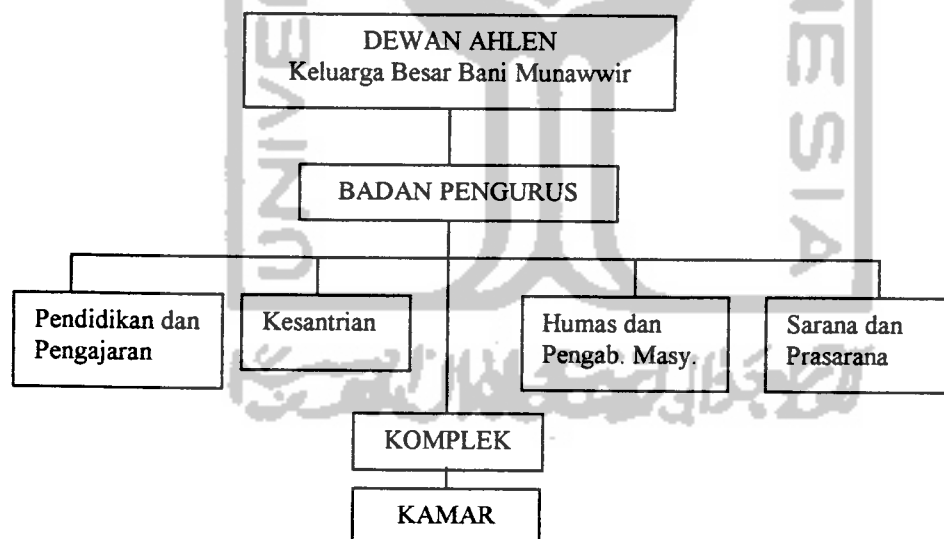 DEWAN AHLEN
Keluarga Besar Bani Munawwir
BADAN PENGURUS
Pendidikan dan
Pengajaran
Kesantrian
Humas dan
Pengab. Masy.
Sarana dan
Prasarana
KOMPLEK
KAMAR